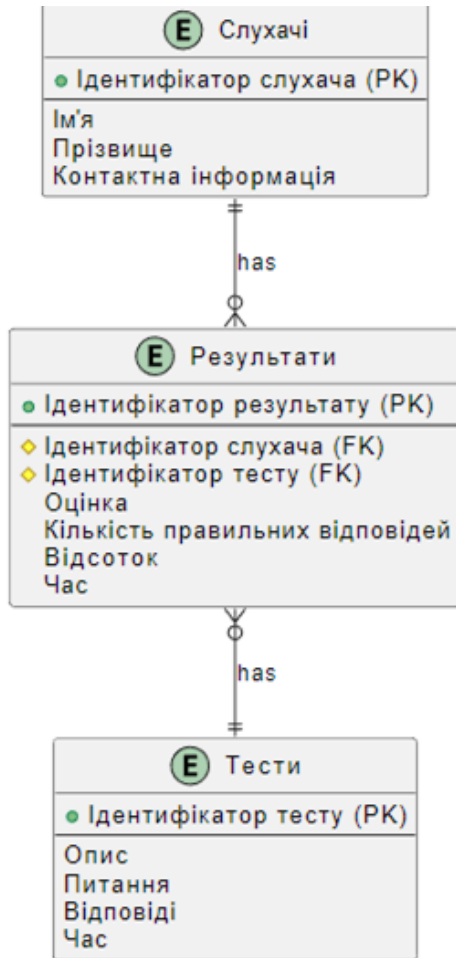 E Слухачі
Ідентифікатор слухача (PK)
Ім'я
Прізвище
Контактна інформація
has
E Результати
Ідентифікатор результату (PK)
Ідентифікатор слухача (FK)
Ідентифікатор тесту (FK)
Оцінка
Кількість правильних відповідей
Відсоток
Час
has
E Тести
Ідентифікатор тесту (PK)
Опис
Питання
Відповіді
Час